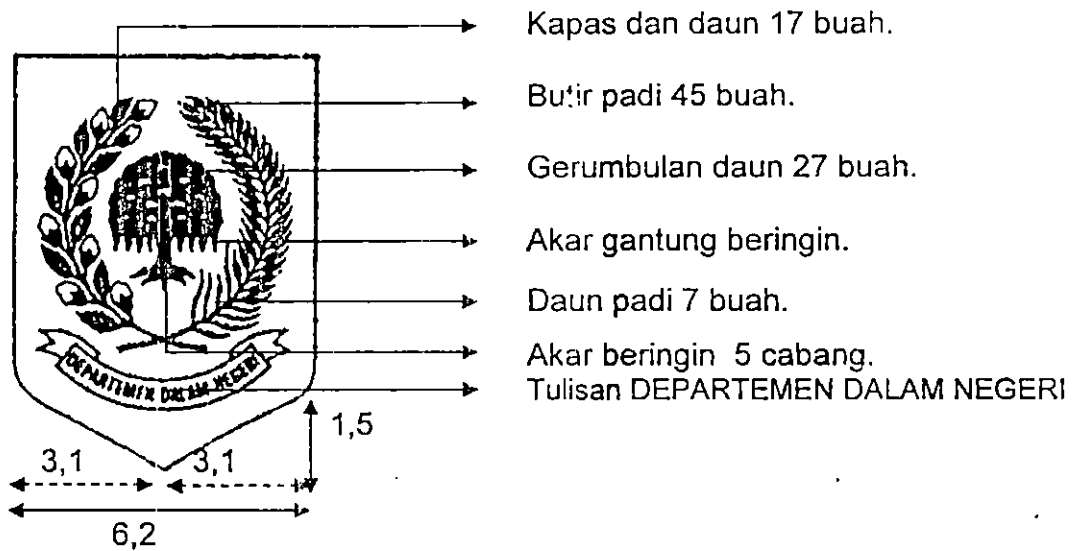 Kapas dan daun 17 buah.
Butir padi 45 buah.
Gerumbulan daun 27 buah.
Akar gantung beringin.
Daun padi 7 buah.
Akar beringin 5 cabang.
Tulisan DEPARTEMEN DALAM NEGERI
DEPARTEMEN DALAM NEGERI
1,5
3,1
3,1
6,2